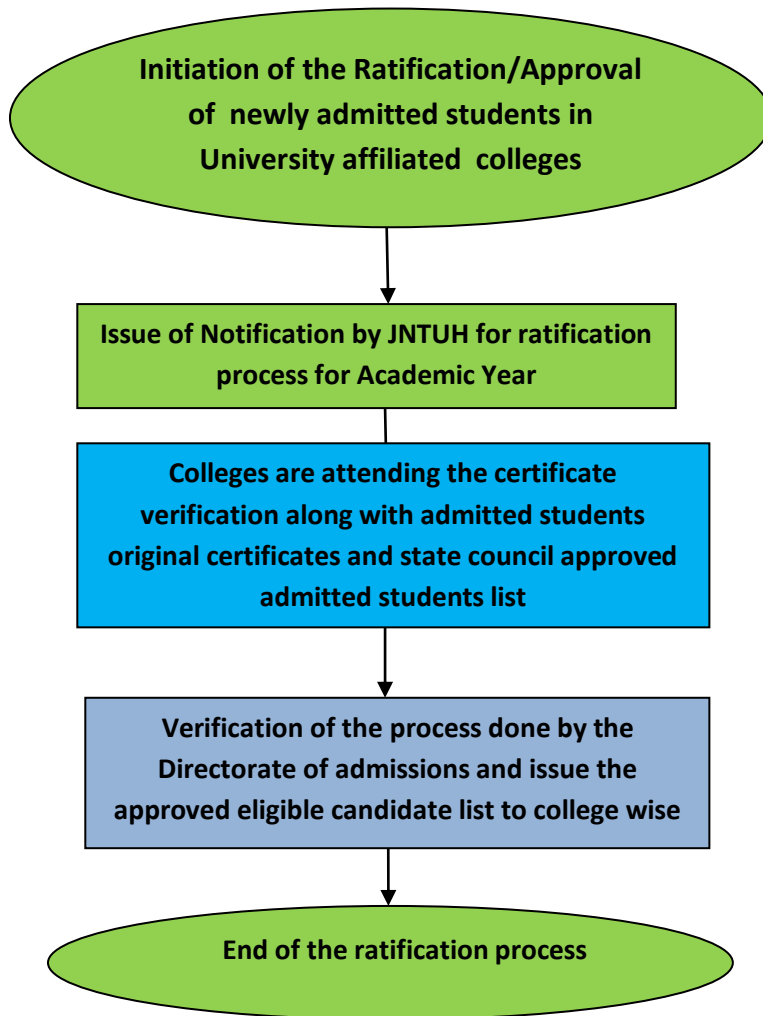 Initiation of the Ratification/Approval
of newly admitted students in
University affiliated colleges
Issue of Notification by JNTUH for ratification
process for Academic Year
Colleges are attending the certificate
verification along with admitted students
original certificates and state council approved
admitted students list
Verification of the process done by the
Directorate of admissions and issue the
approved eligible candidate list to college wise
End of the ratification process